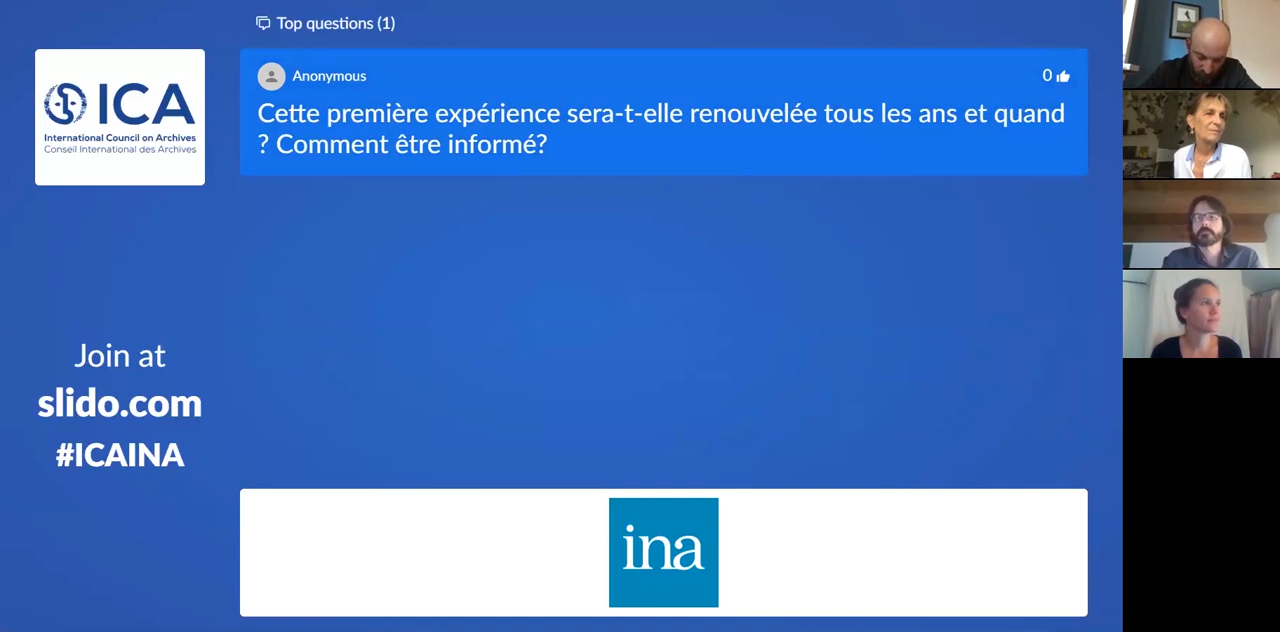 Top questions (1)
ICA
International Council on Archives
Conseil International des Archives
Anonymous
0
Cette première expérience sera-t-elle renouvelée tous les ans et quand
? Comment être informé?
Join at
slido.com
#ICAINA
ina